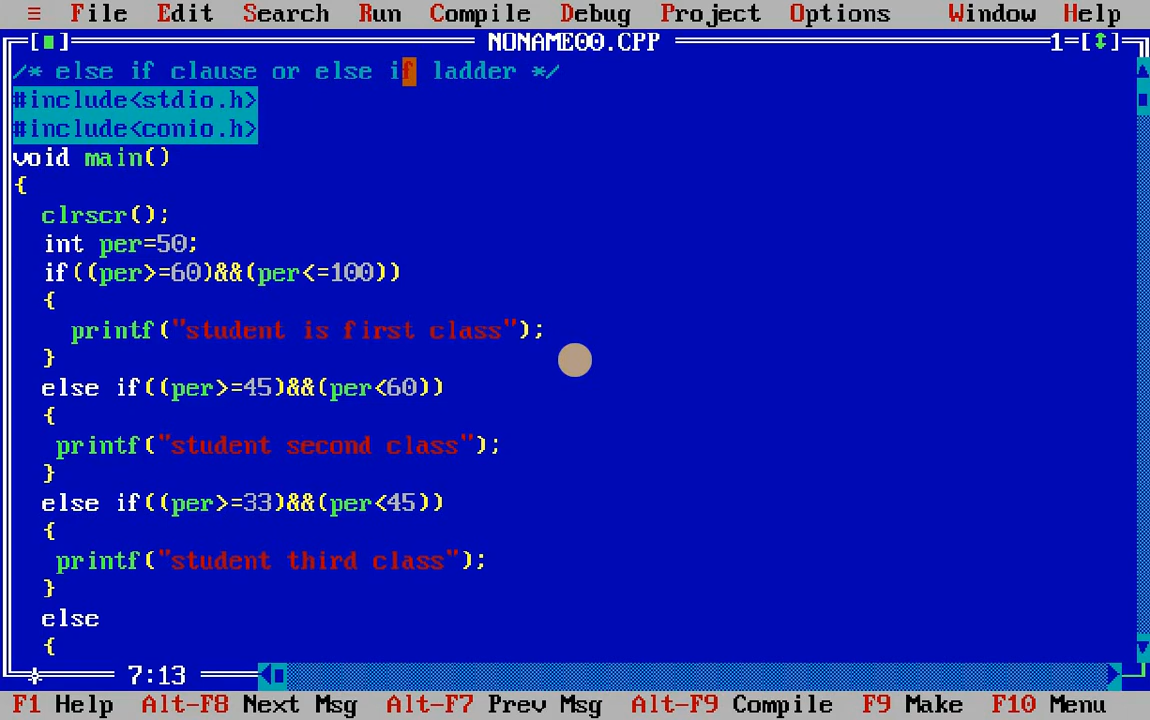 ≡ File Edit Search Run Compile Debug Project Options Window Help
[■] NONAME00.CPP 1=[↕]
/* else if clause or else if ladder */
#include<stdio.h>
#include<conio.h>
void main()
{
clrscr();
int per=50;
if((per>=60)&&(per<=100))
{
printf("student is first class");
}
else if((per>=45)&&(per<60))
{
printf("student second class");
}
else if((per>=33)&&(per<45))
{
printf("student third class");
}
else
{
7:13
F1 Help Alt-F8 Next Msg Alt-F7 Prev Msg Alt-F9 Compile F9 Make F10 Menu